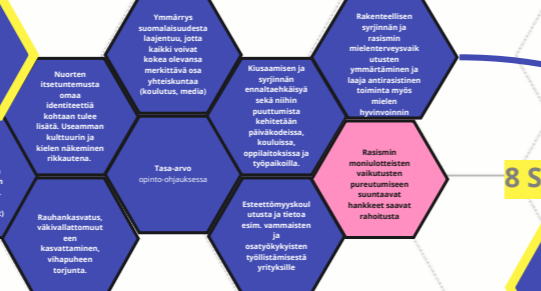 Ymmärrys
suomalaisuudesta
laajentuu, jotta
kaikki voivat
kokea olevansa
merkittävä osa
yhteiskuntaa
(koulutus, media)
Rakenteellisen
syrjinnän ja
rasismin
mielenterveysvaik
utusten
ymmärtäminen ja
laaja antirasistinen
toiminta myös
mielen
hyvinvoinnin
Nuorten
itsetuntemusta
omaa
identiteettiä
kohtaan tulee
lisätä. Useamman
kulttuurin ja
kielen näkeminen
rikkautena.
Kiusaamisen ja
syrjinnän
ennaltaehkäisyä
sekä niihin
puuttumista
kehitetään
päiväkodeissa,
kouluissa,
oppilaitoksissa ja
työpaikoilla.
Tasa-arvo
opinto-ohjauksessa
Rasismin
moniulotteisten
vaikutusten
pureutumiseen
suuntaavat
hankkeet saavat
rahoitusta
8 S
Rauhankasvatus,
väkivallattomuut
een
kasvattaminen,
vihapuheen
torjunta.
Esteettömyyskoul
utusta ja tietoa
esim. vammaisten
ja
osatyökykyisten
työllistämisestä
yrityksille